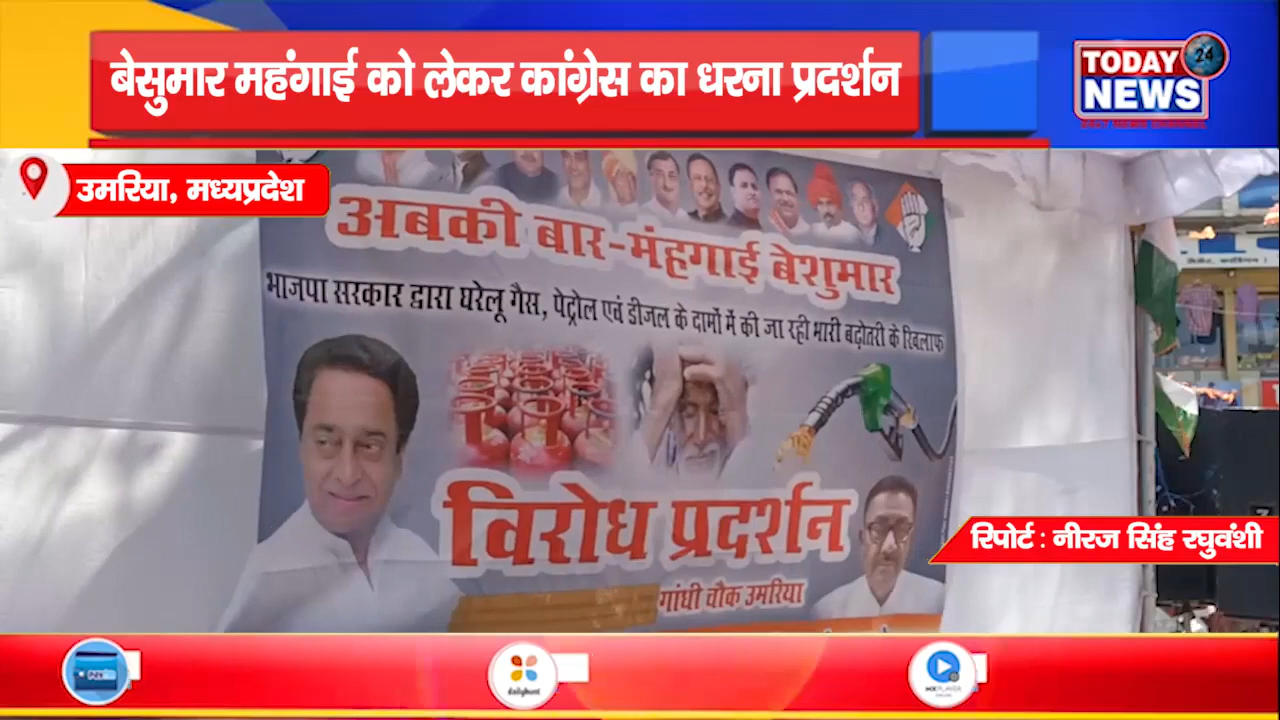 बेसुमार महंगाई को लेकर कांग्रेस का धरना प्रदर्शन
TODAY 24
NEWS
उमरिया, मध्यप्रदेश
अबकी बार-मंहगाई बेशुमार
भाजपा सरकार द्वारा घरेलू गैस, पेट्रोल एवं डीजल के दामों में की जा रही भारी बढ़ोतरी के खिलाफ
विरोध प्रदर्शन
गांधी चौक उमरिया
रिपोर्ट : नीरज सिंह रघुवंशी
dailyhunt